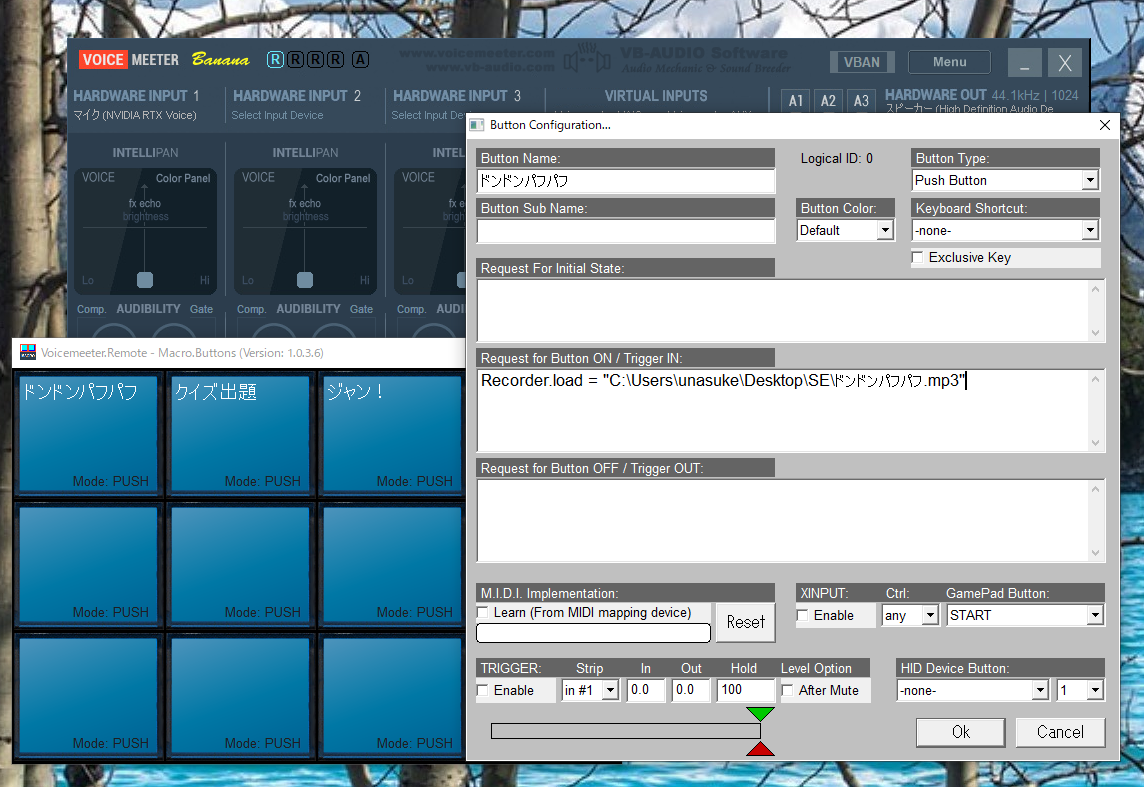 VOICE MEETER Banana R R R R A www.voicemeeter.com VB-AUDIO Software VBAN Menu _ X
www.vb-audio.com Audio Mechanic & Sound Breeder
HARDWARE INPUT 1 HARDWARE INPUT 2 HARDWARE INPUT 3 VIRTUAL INPUTS A1 A2 A3 HARDWARE OUT 44.1kHz | 1024
マイク(NVIDIA RTX Voice) Select Input Device Select Input De スピーカー (High Definition Audio De
INTELLIPAN INTELLIPAN INTEL
VOICE Color Panel VOICE Color Panel VOICE
fx echo fx echo fx
brightness brightness brig
Lo Hi Lo Hi Lo
Comp. AUDIBILITY Gate Comp. AUDIBILITY Gate Comp. AUDI
Voicemeeter.Remote - Macro.Buttons (Version: 1.0.3.6)
ドンドンパフパフ クイズ出題 ジャン！
Mode: PUSH Mode: PUSH Mode: PUSH
Mode: PUSH Mode: PUSH Mode: PUSH
Mode: PUSH Mode: PUSH Mode: PUSH
Button Configuration...
Button Name: Logical ID: 0 Button Type:
ドンドンパフパフ Push Button
Button Sub Name: Button Color: Keyboard Shortcut:
Default -none-
Exclusive Key
Request For Initial State:
Request for Button ON / Trigger IN:
Recorder.load = "C:\Users\unasuke\Desktop\SE\ドンドンパフパフ.mp3"
Request for Button OFF / Trigger OUT:
M.I.D.I. Implementation: XINPUT: Ctrl: GamePad Button:
Learn (From MIDI mapping device) Reset Enable any START
TRIGGER: Strip In Out Hold Level Option HID Device Button:
Enable in #1 0.0 0.0 100 After Mute -none- 1
Ok Cancel